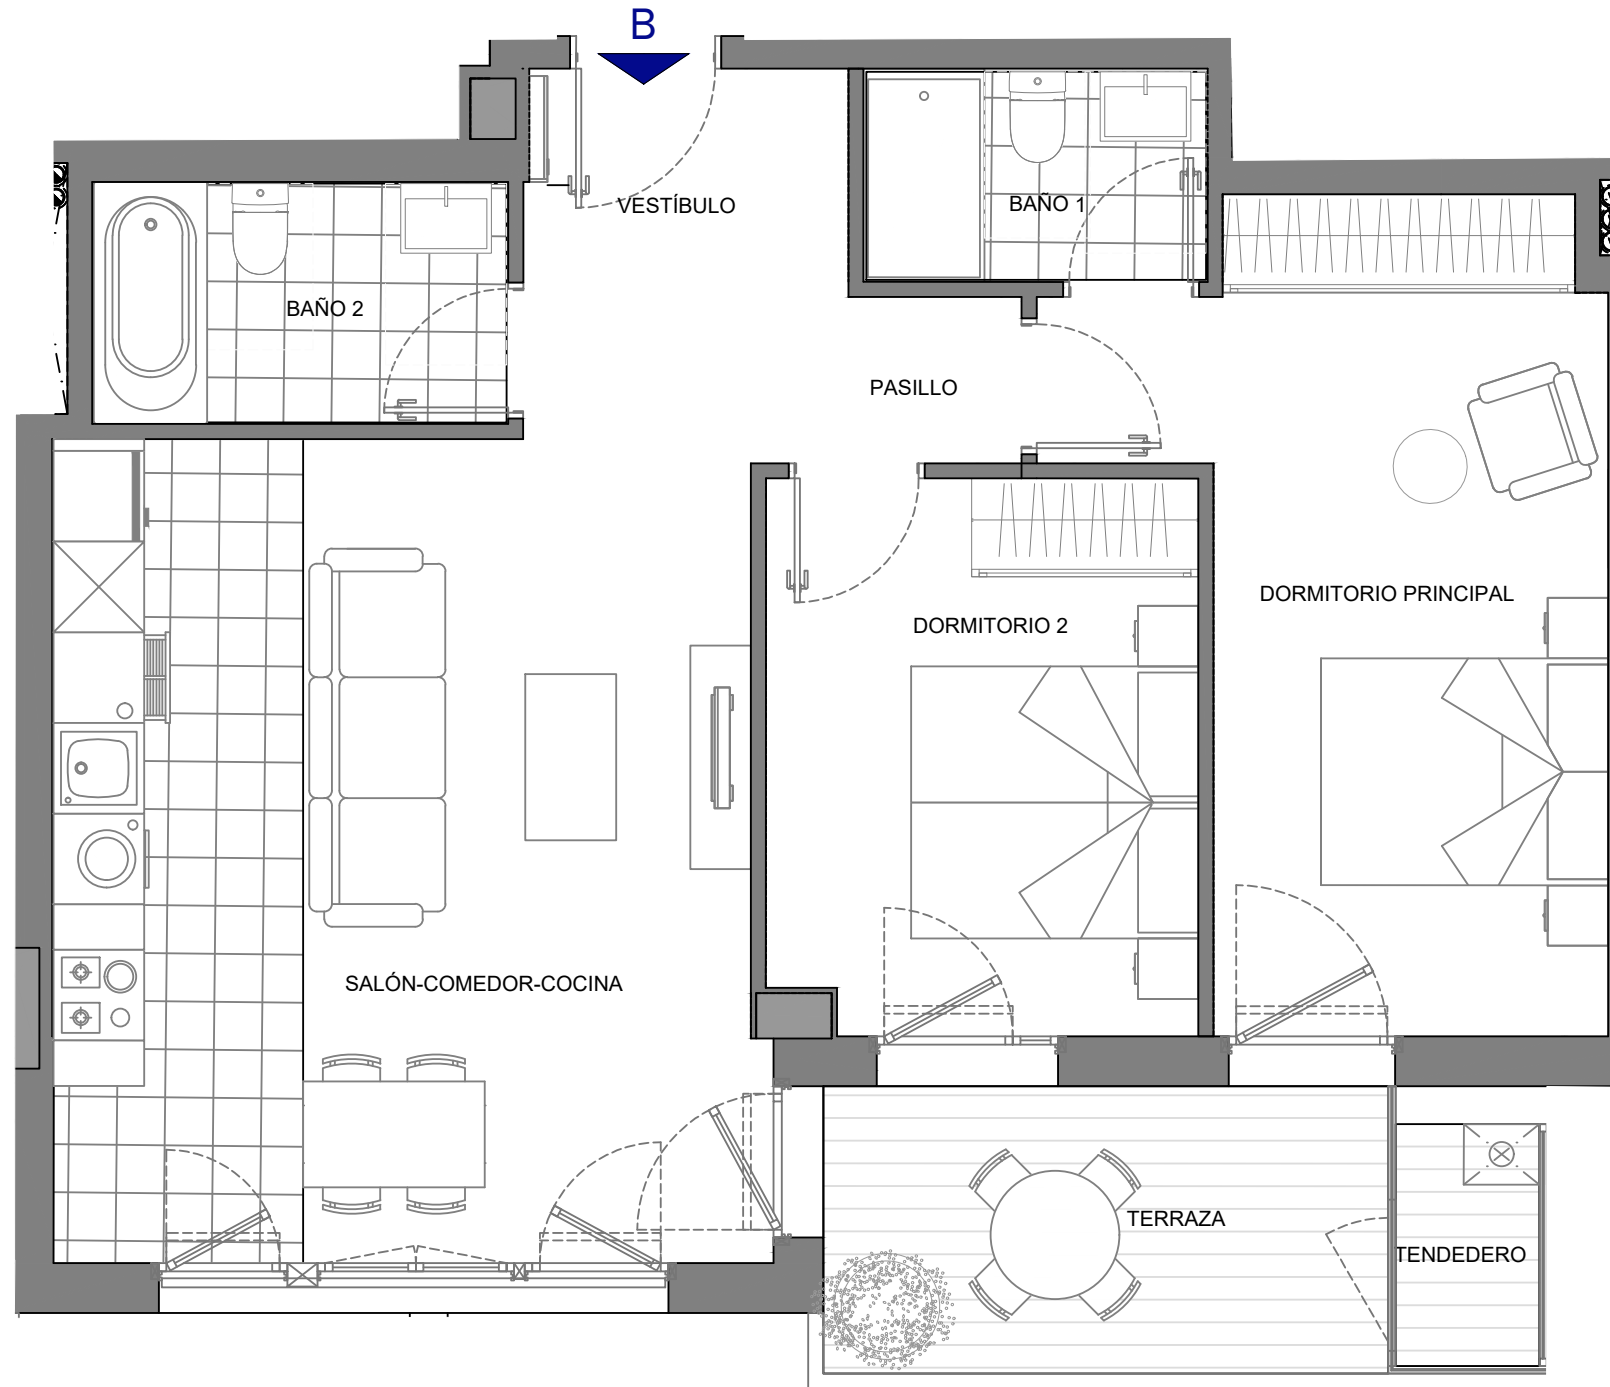 B
VESTÍBULO
BAÑO 1
BAÑO 2
PASILLO
DORMITORIO PRINCIPAL
DORMITORIO 2
SALÓN-COMEDOR-COCINA
TERRAZA
TENDEDERO